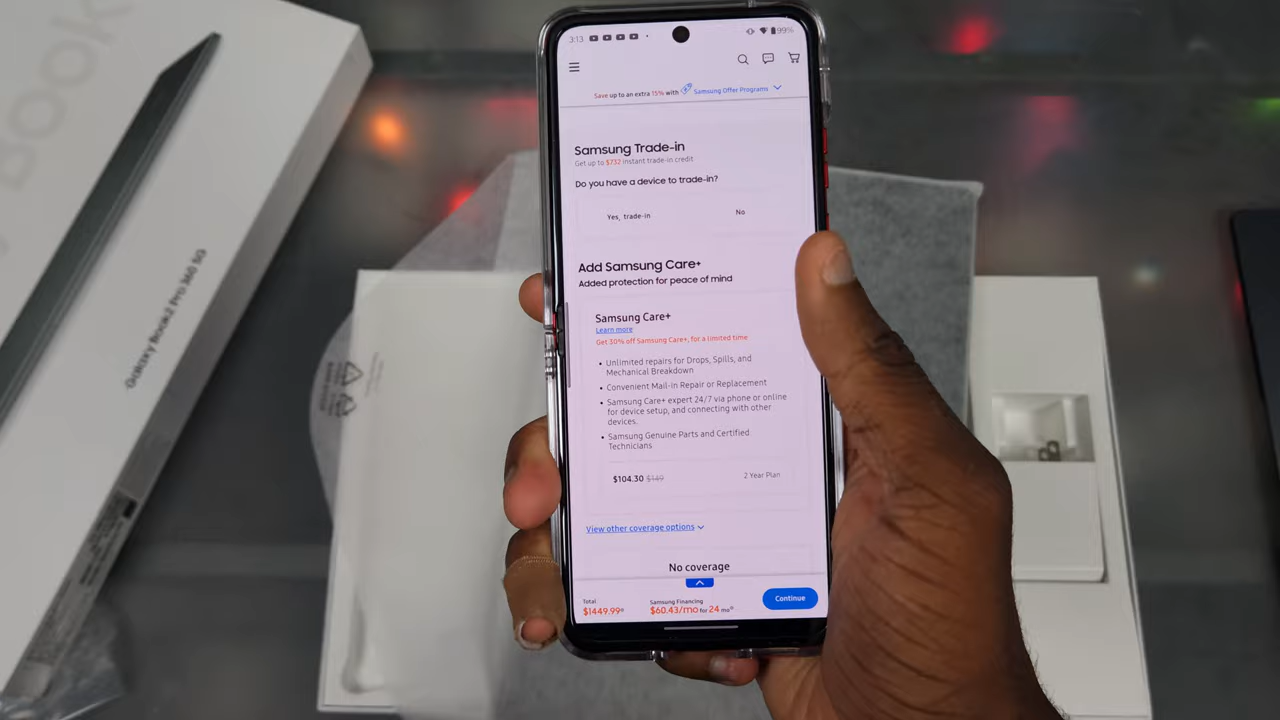 Book
Galaxy Book2 Pro 360 5G
3:13
99%
Save up to an extra 15% with Samsung Offer Programs
Samsung Trade-in
Get up to $732 instant trade-in credit
Do you have a device to trade-in?
Yes, trade-in No
Add Samsung Care+
Added protection for peace of mind
Samsung Care+
Learn more
Get 30% off Samsung Care+, for a limited time
• Unlimited repairs for Drops, Spills, and
Mechanical Breakdown
• Convenient Mail-In Repair or Replacement
• Samsung Care+ expert 24/7 via phone or online
for device setup, and connecting with other
devices.
• Samsung Genuine Parts and Certified
Technicians
$104.30 $149 2 Year Plan
View other coverage options
No coverage
Total Samsung Financing
$1449.99 $60.43/mo for 24 mo
Continue